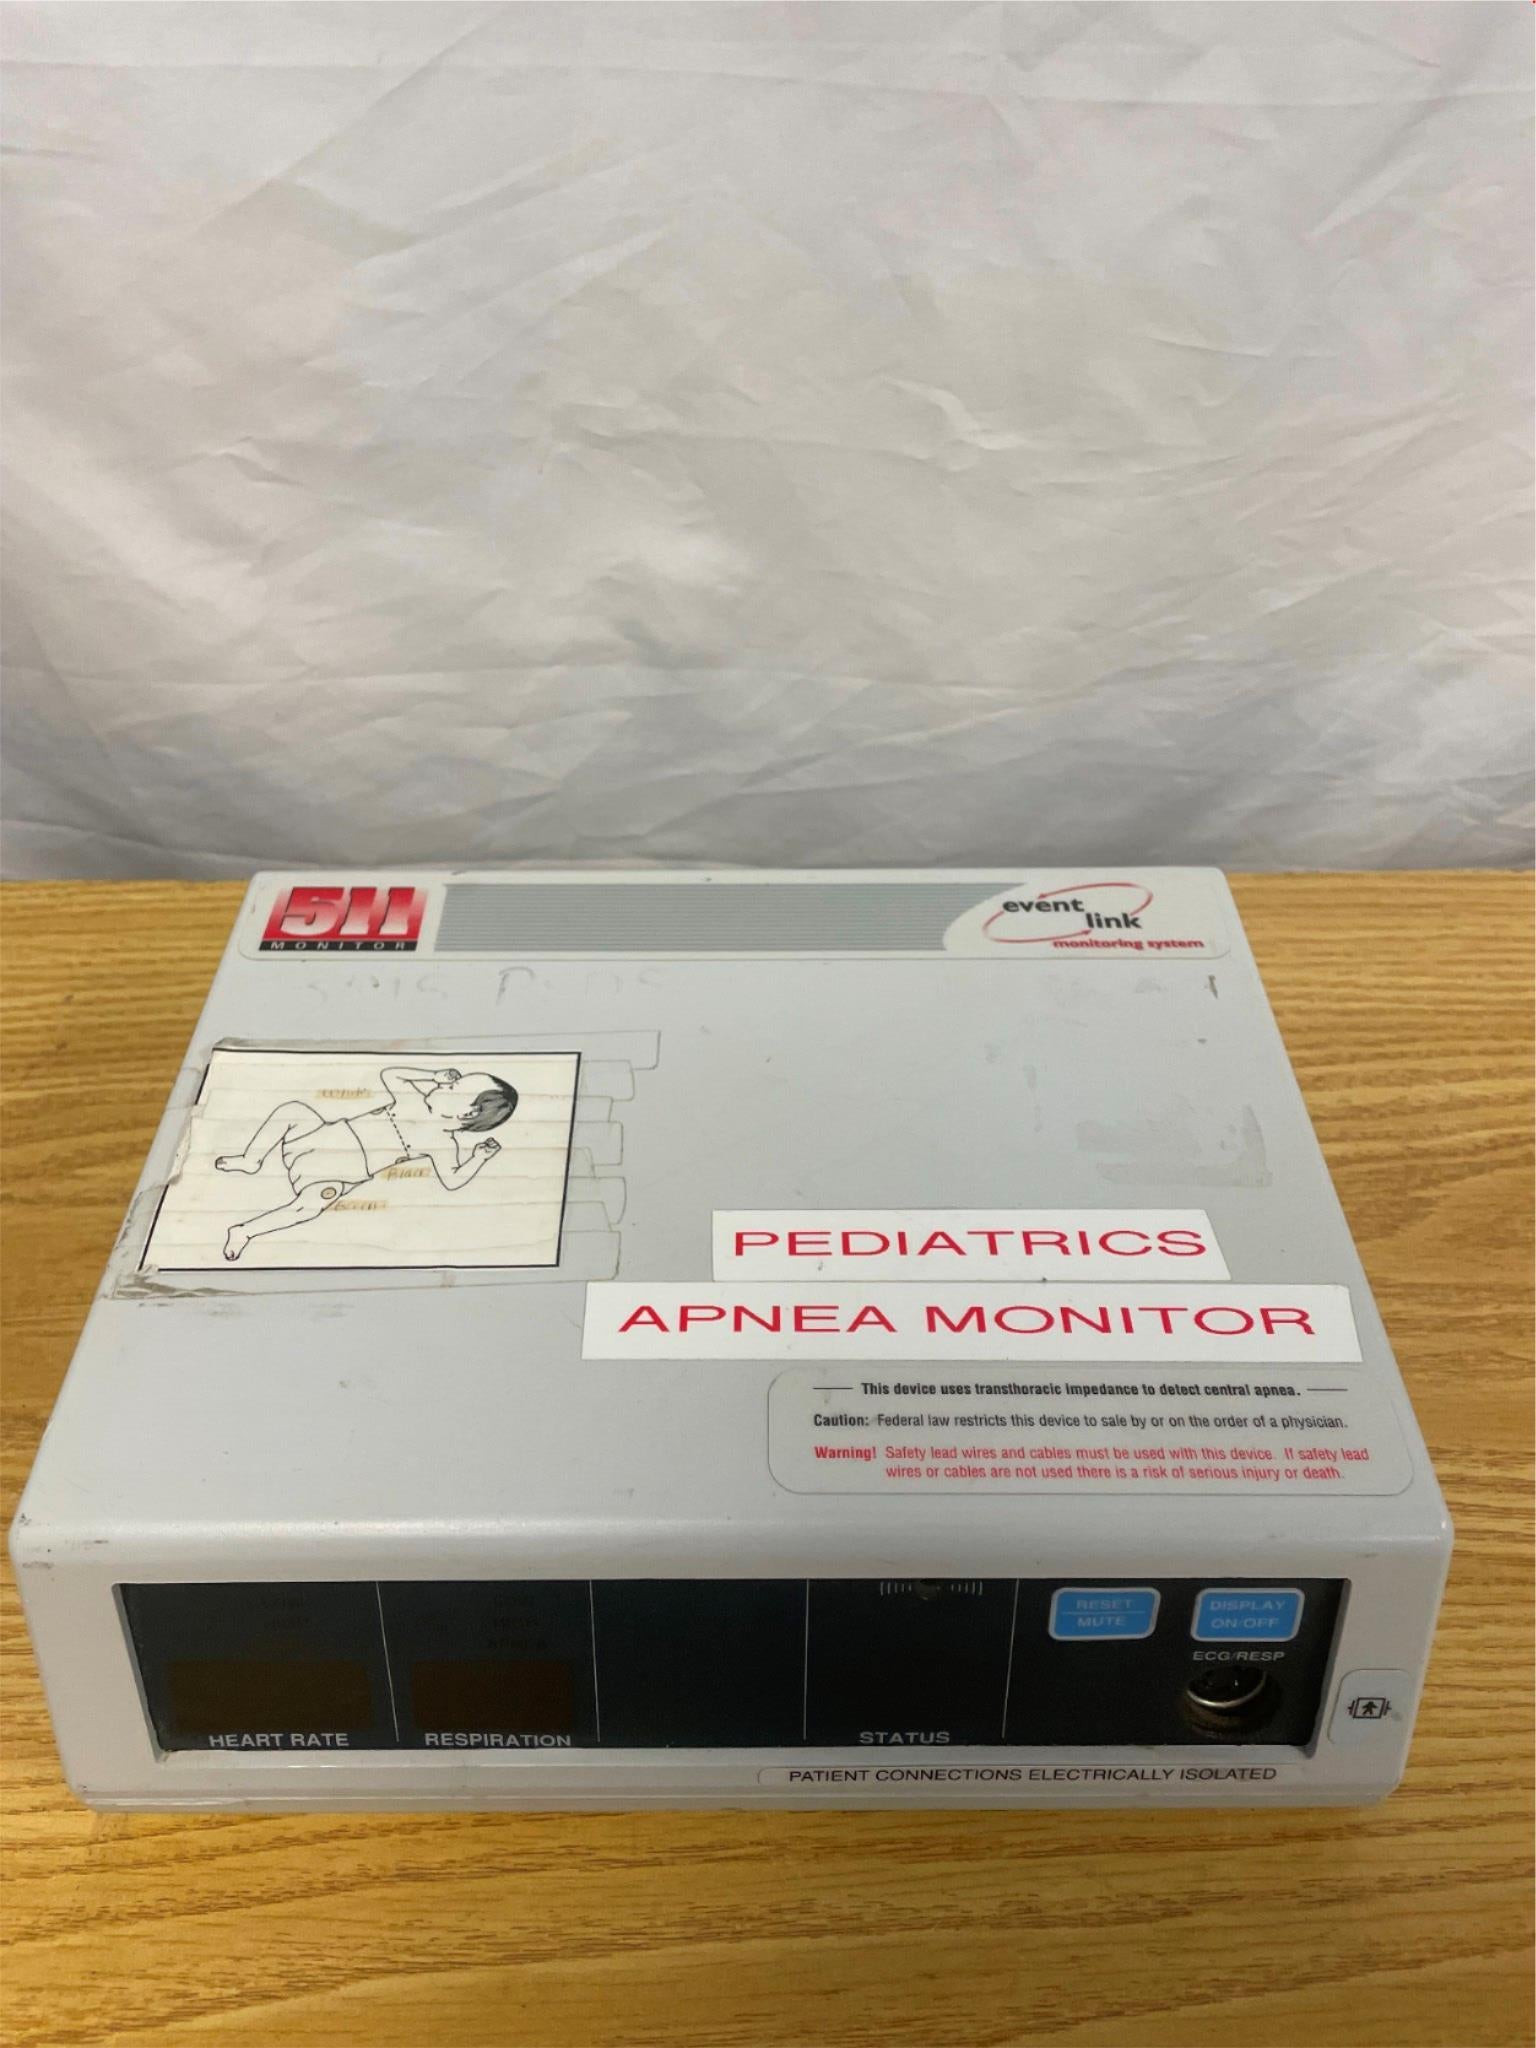 511
MONITOR
event
link
monitoring system
White
Black
Green
PEDIATRICS
APNEA MONITOR
This device uses transthoracic impedance to detect central apnea.
Caution: Federal law restricts this device to sale by or on the order of a physician.
Warning! Safety lead wires and cables must be used with this device. If safety lead
wires or cables are not used there is a risk of serious injury or death.
RESET
MUTE
DISPLAY
ON/OFF
ECG/RESP
HEART RATE
RESPIRATION
STATUS
PATIENT CONNECTIONS ELECTRICALLY ISOLATED